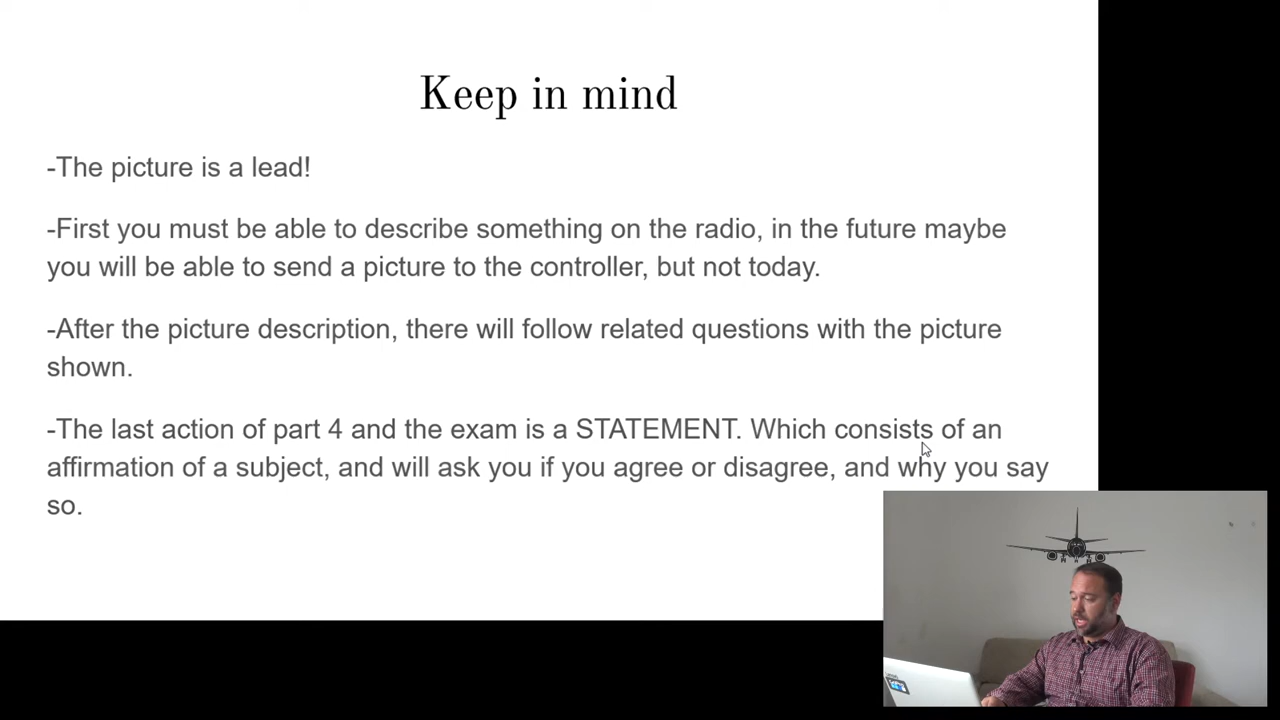 Keep in mind
-The picture is a lead!
-First you must be able to describe something on the radio, in the future maybe
you will be able to send a picture to the controller, but not today.
-After the picture description, there will follow related questions with the picture
shown.
-The last action of part 4 and the exam is a STATEMENT. Which consists of an
affirmation of a subject, and will ask you if you agree or disagree, and why you say
so.